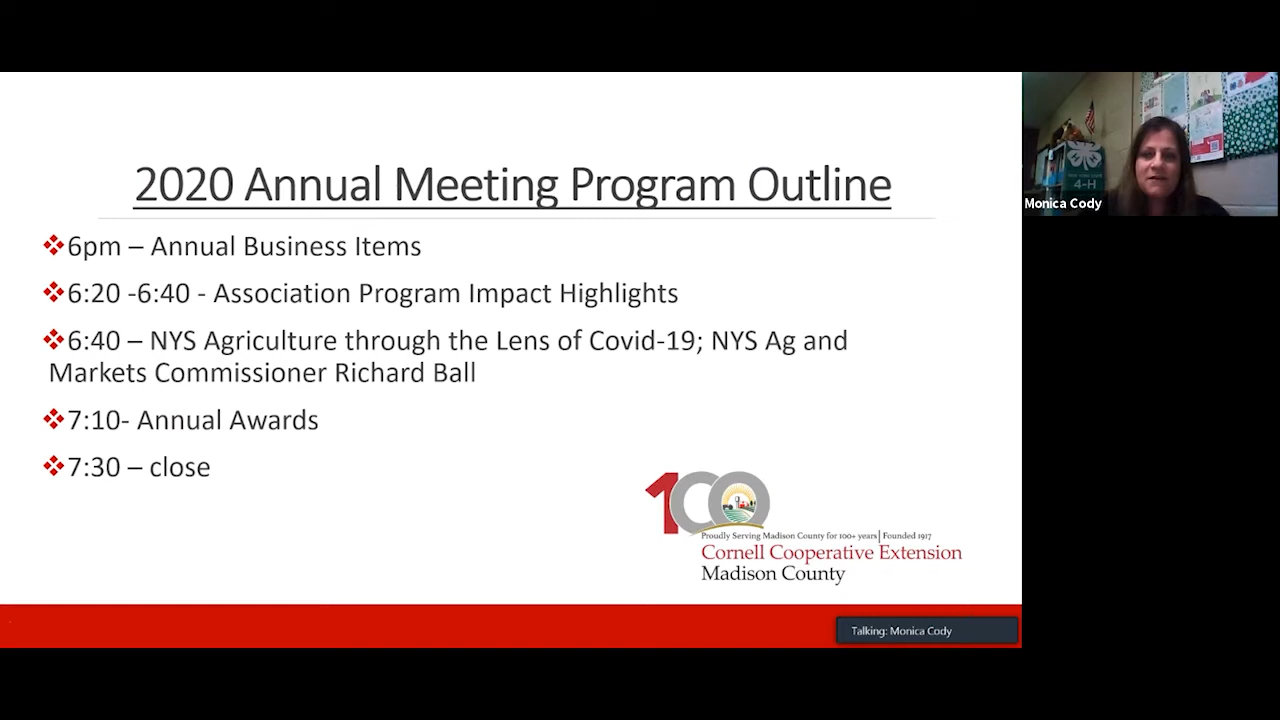 2020 Annual Meeting Program Outline
❖6pm – Annual Business Items
❖6:20 -6:40 - Association Program Impact Highlights
❖6:40 – NYS Agriculture through the Lens of Covid-19; NYS Ag and
Markets Commissioner Richard Ball
❖7:10- Annual Awards
❖7:30 – close
100
Proudly Serving Madison County for 100+ years | Founded 1917
Cornell Cooperative Extension
Madison County
Talking: Monica Cody
4-H
Monica Cody